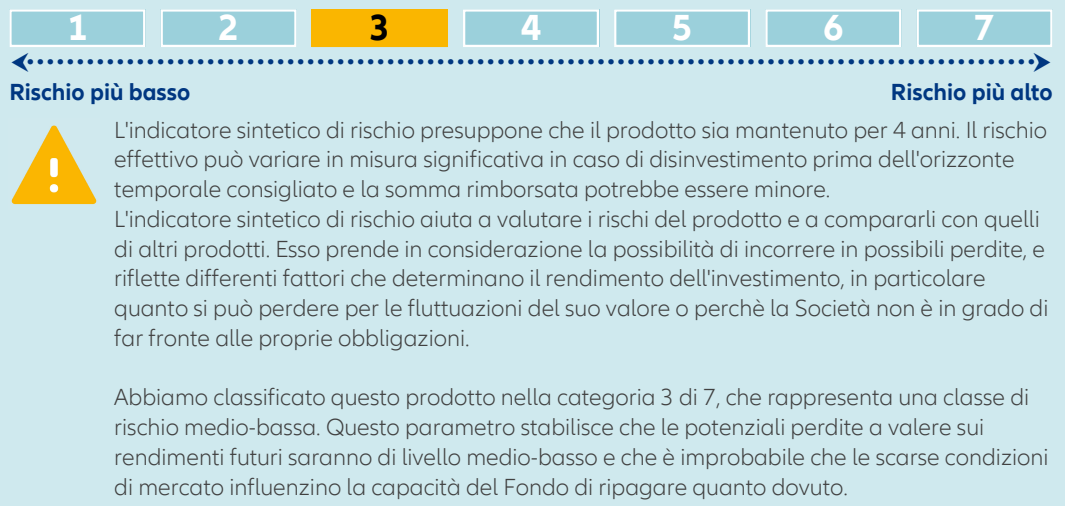 1 2 3 4 5 6 7
Rischio più basso Rischio più alto
L'indicatore sintetico di rischio presuppone che il prodotto sia mantenuto per 4 anni. Il rischio
effettivo può variare in misura significativa in caso di disinvestimento prima dell'orizzonte
temporale consigliato e la somma rimborsata potrebbe essere minore.
L'indicatore sintetico di rischio aiuta a valutare i rischi del prodotto e a compararli con quelli
di altri prodotti. Esso prende in considerazione la possibilità di incorrere in possibili perdite, e
riflette differenti fattori che determinano il rendimento dell'investimento, in particolare
quanto si può perdere per le fluttuazioni del suo valore o perchè la Società non è in grado di
far fronte alle proprie obbligazioni.
Abbiamo classificato questo prodotto nella categoria 3 di 7, che rappresenta una classe di
rischio medio-bassa. Questo parametro stabilisce che le potenziali perdite a valere sui
rendimenti futuri saranno di livello medio-basso e che è improbabile che le scarse condizioni
di mercato influenzino la capacità del Fondo di ripagare quanto dovuto.